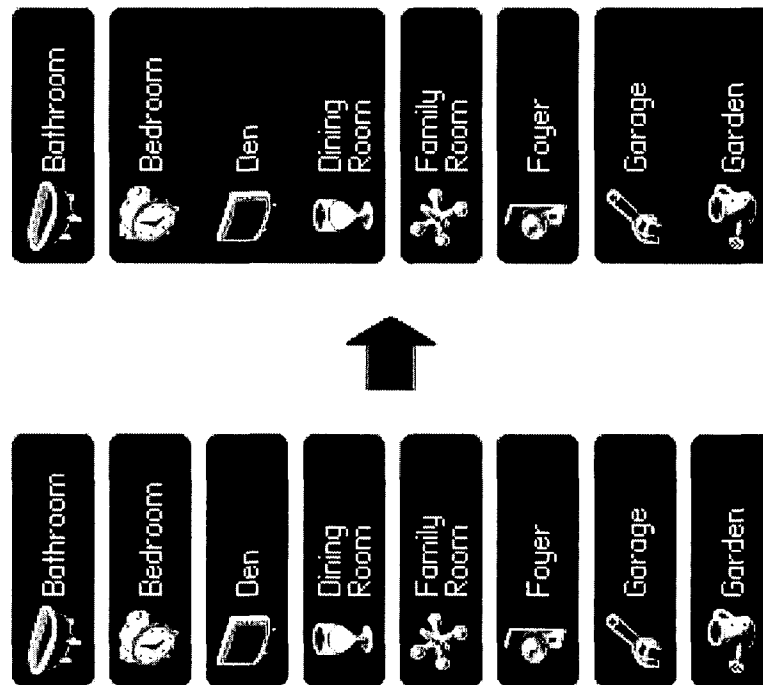 Bathroom
Bedroom
Den
Dining
Room
Family
Room
Foyer
Garage
Garden
Bathroom
Bedroom
Den
Dining
Room
Family
Room
Foyer
Garage
Garden